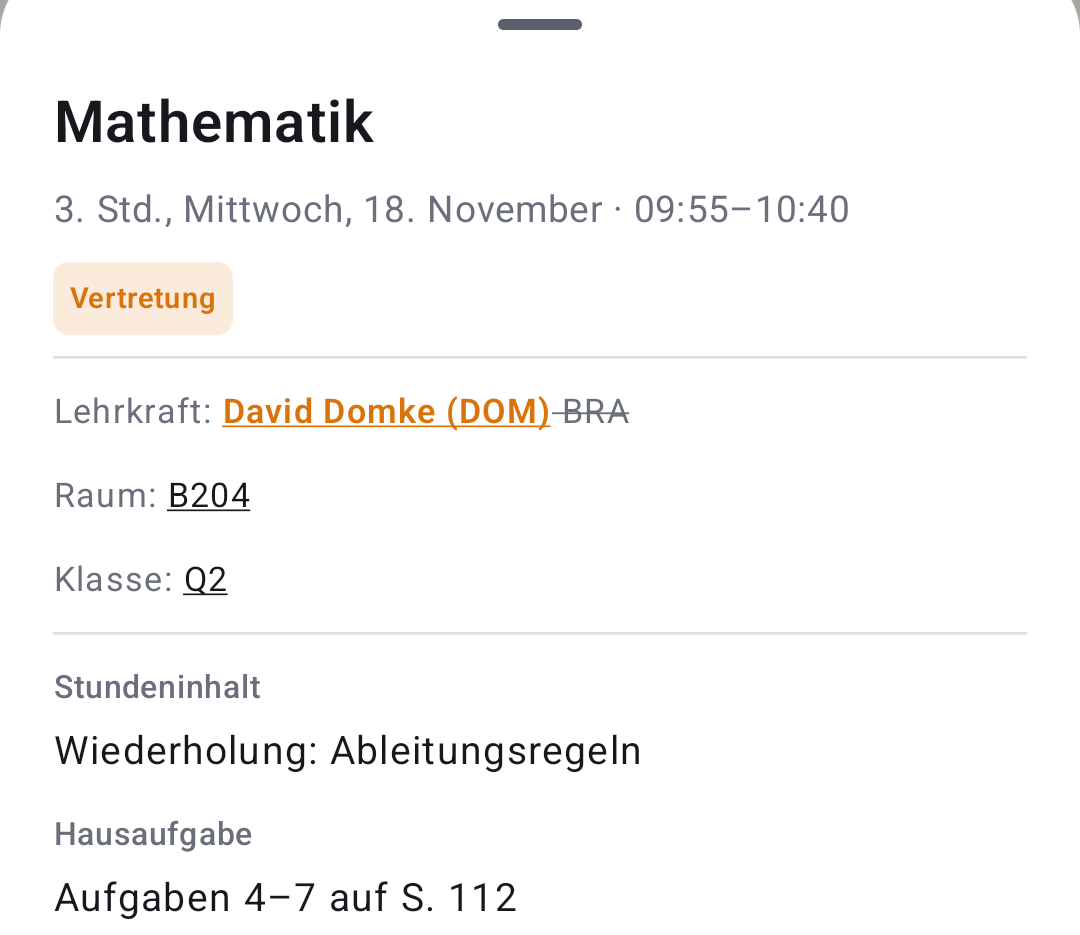 Mathematik
3. Std., Mittwoch, 18. November · 09:55–10:40
Vertretung
Lehrkraft: David Domke (DOM) BRA
Raum: B204
Klasse: Q2
Stundeninhalt
Wiederholung: Ableitungsregeln
Hausaufgabe
Aufgaben 4–7 auf S. 112